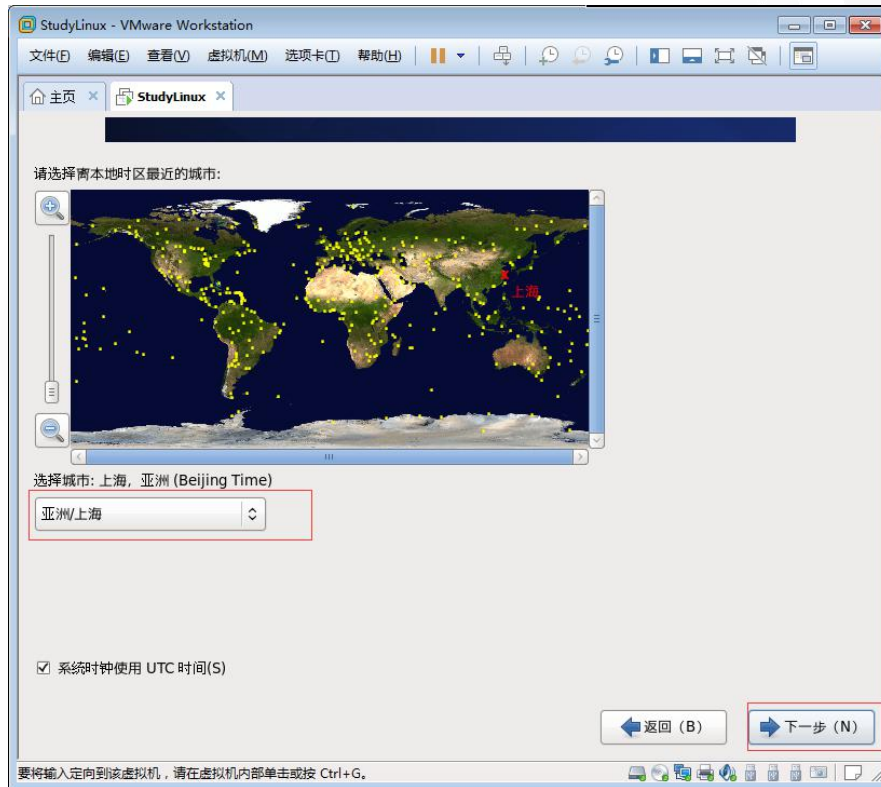 StudyLinux - VMware Workstation
文件(F) 编辑(E) 查看(V) 虚拟机(M) 选项卡(T) 帮助(H)
主页 StudyLinux
请选择离本地时区最近的城市:
上海
选择城市: 上海, 亚洲 (Beijing Time)
亚洲/上海
系统时钟使用 UTC 时间(S)
返回 (B) 下一步 (N)
要将输入定向到该虚拟机，请在虚拟机内部单击或按 Ctrl+G。